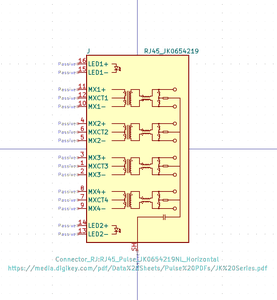 J
RJ45_JK0654219
Passive 16 LED1+
Passive 15 LED1-
Passive 11 MX1+
Passive 12 MXCT1
Passive 10 MX1-
Passive 4 MX2+
Passive 6 MXCT2
Passive 5 MX2-
Passive 3 MX3+
Passive 1 MXCT3
Passive 2 MX3-
Passive 8 MX4+
Passive 7 MXCT4
Passive 9 MX4-
Passive 14 LED2+
Passive 13 LED2-
SH
Connector_RJ:RJ45_Pulse_JK0654219NL_Horizontal
https://media.digikey.com/pdf/Data%20Sheets/Pulse%20PDFs/JK%20Series.pdf